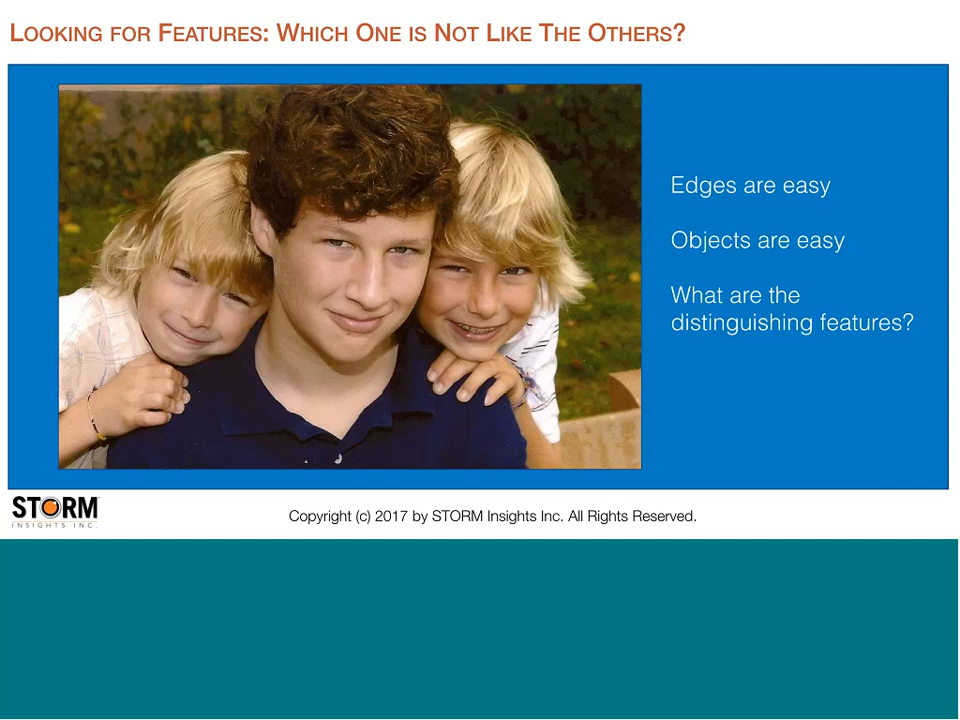 Looking for Features: Which One is Not Like The Others?
Edges are easy
Objects are easy
What are the
distinguishing features?
STORM
INSIGHTS INC.
Copyright (c) 2017 by STORM Insights Inc. All Rights Reserved.